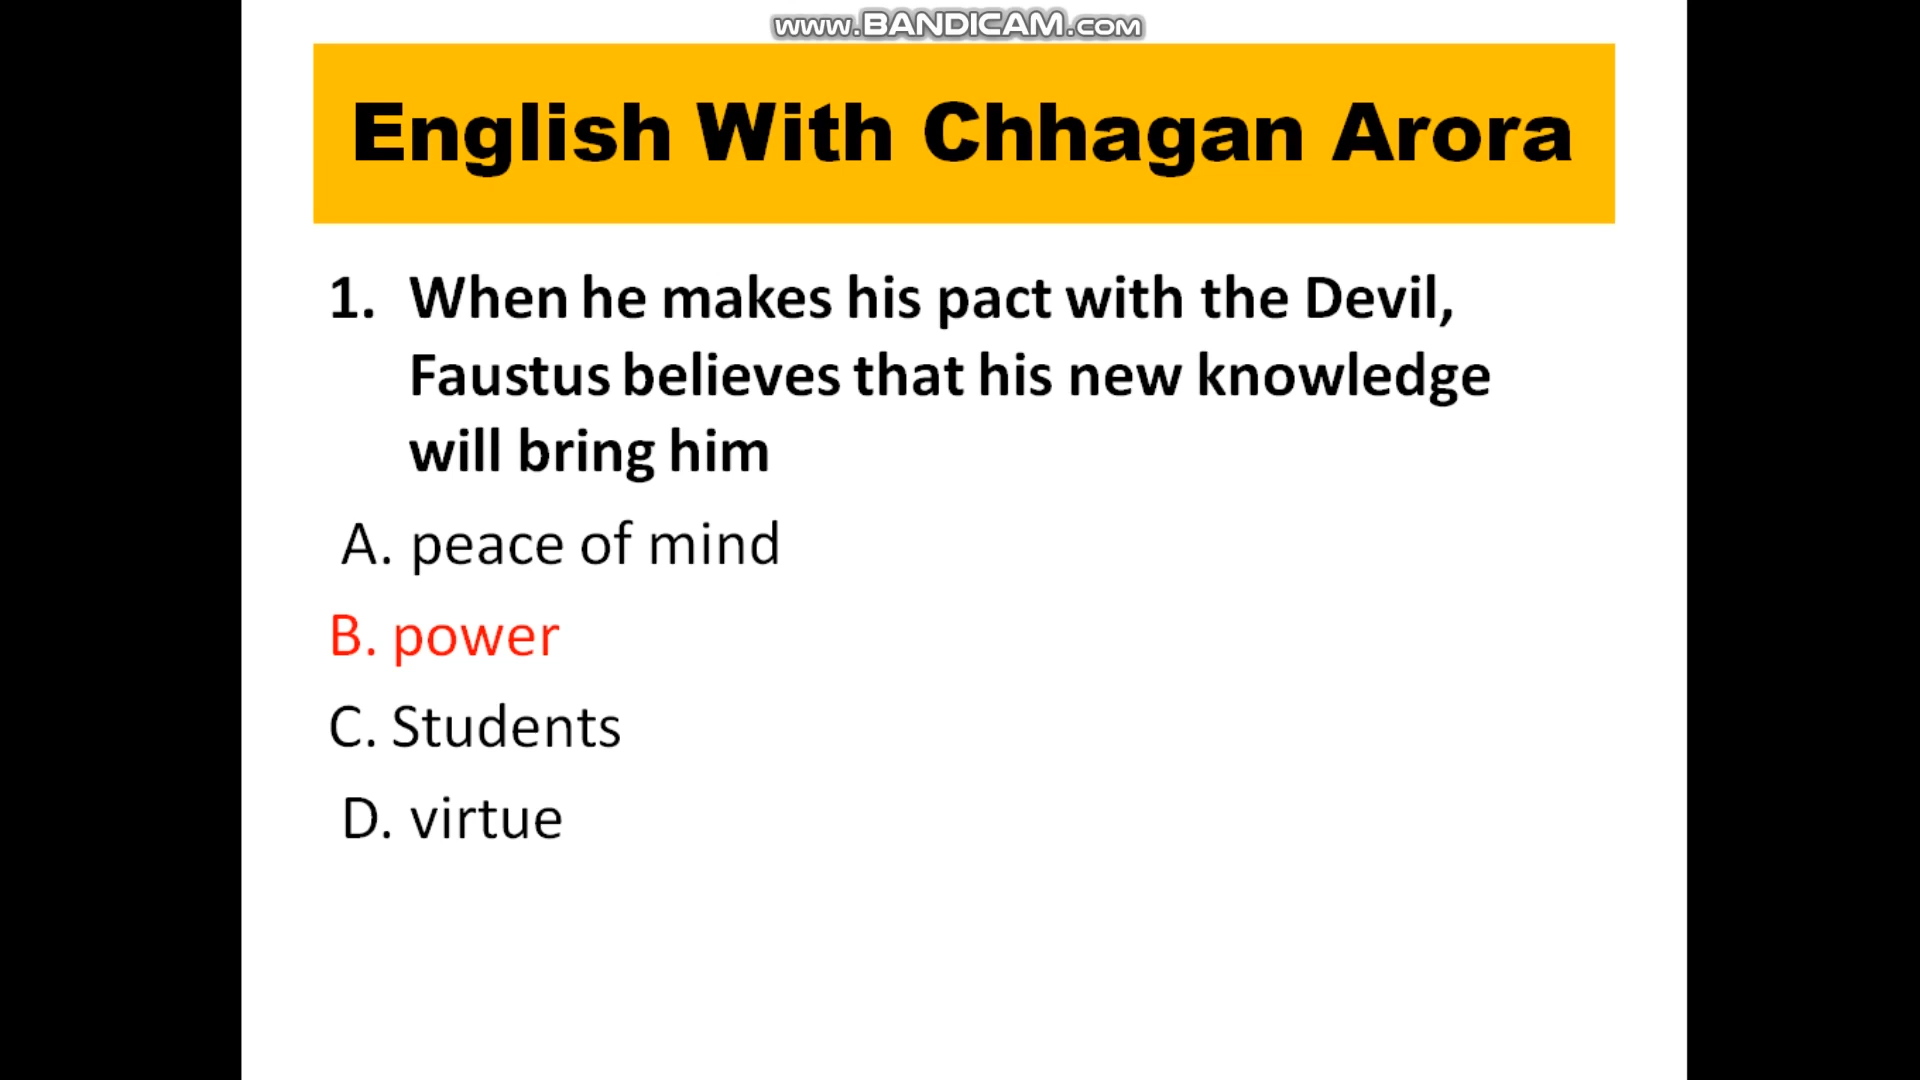 www.BANDICAM.com
English With Chhagan Arora
1. When he makes his pact with the Devil,
Faustus believes that his new knowledge
will bring him
A. peace of mind
B. power
C. Students
D. virtue